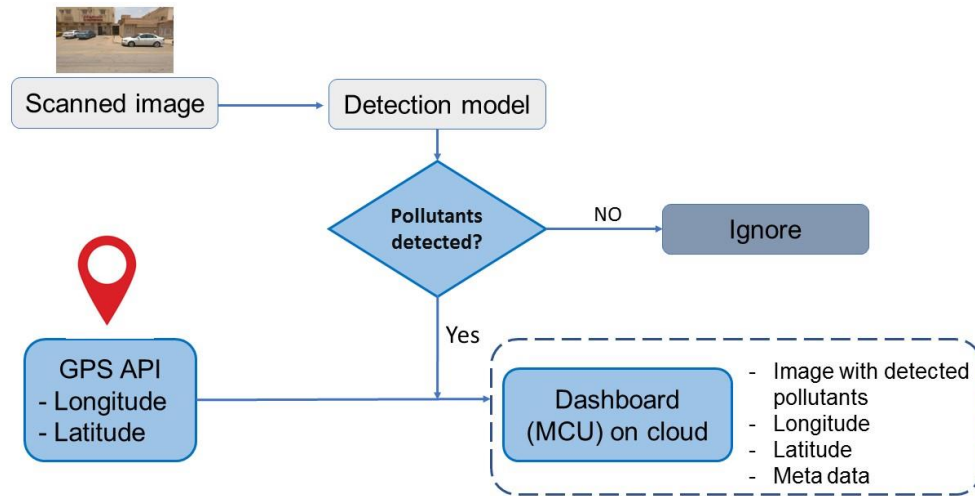 Scanned image
Detection model
Pollutants
detected?
NO
Ignore
Yes
GPS API
- Longitude
- Latitude
Dashboard
(MCU) on cloud
- Image with detected
pollutants
- Longitude
- Latitude
- Meta data